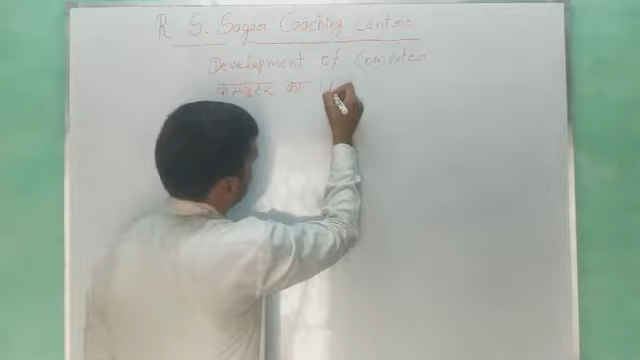 R S. Sagar Coaching Centre
Development of Computer
कम्प्यूटर का